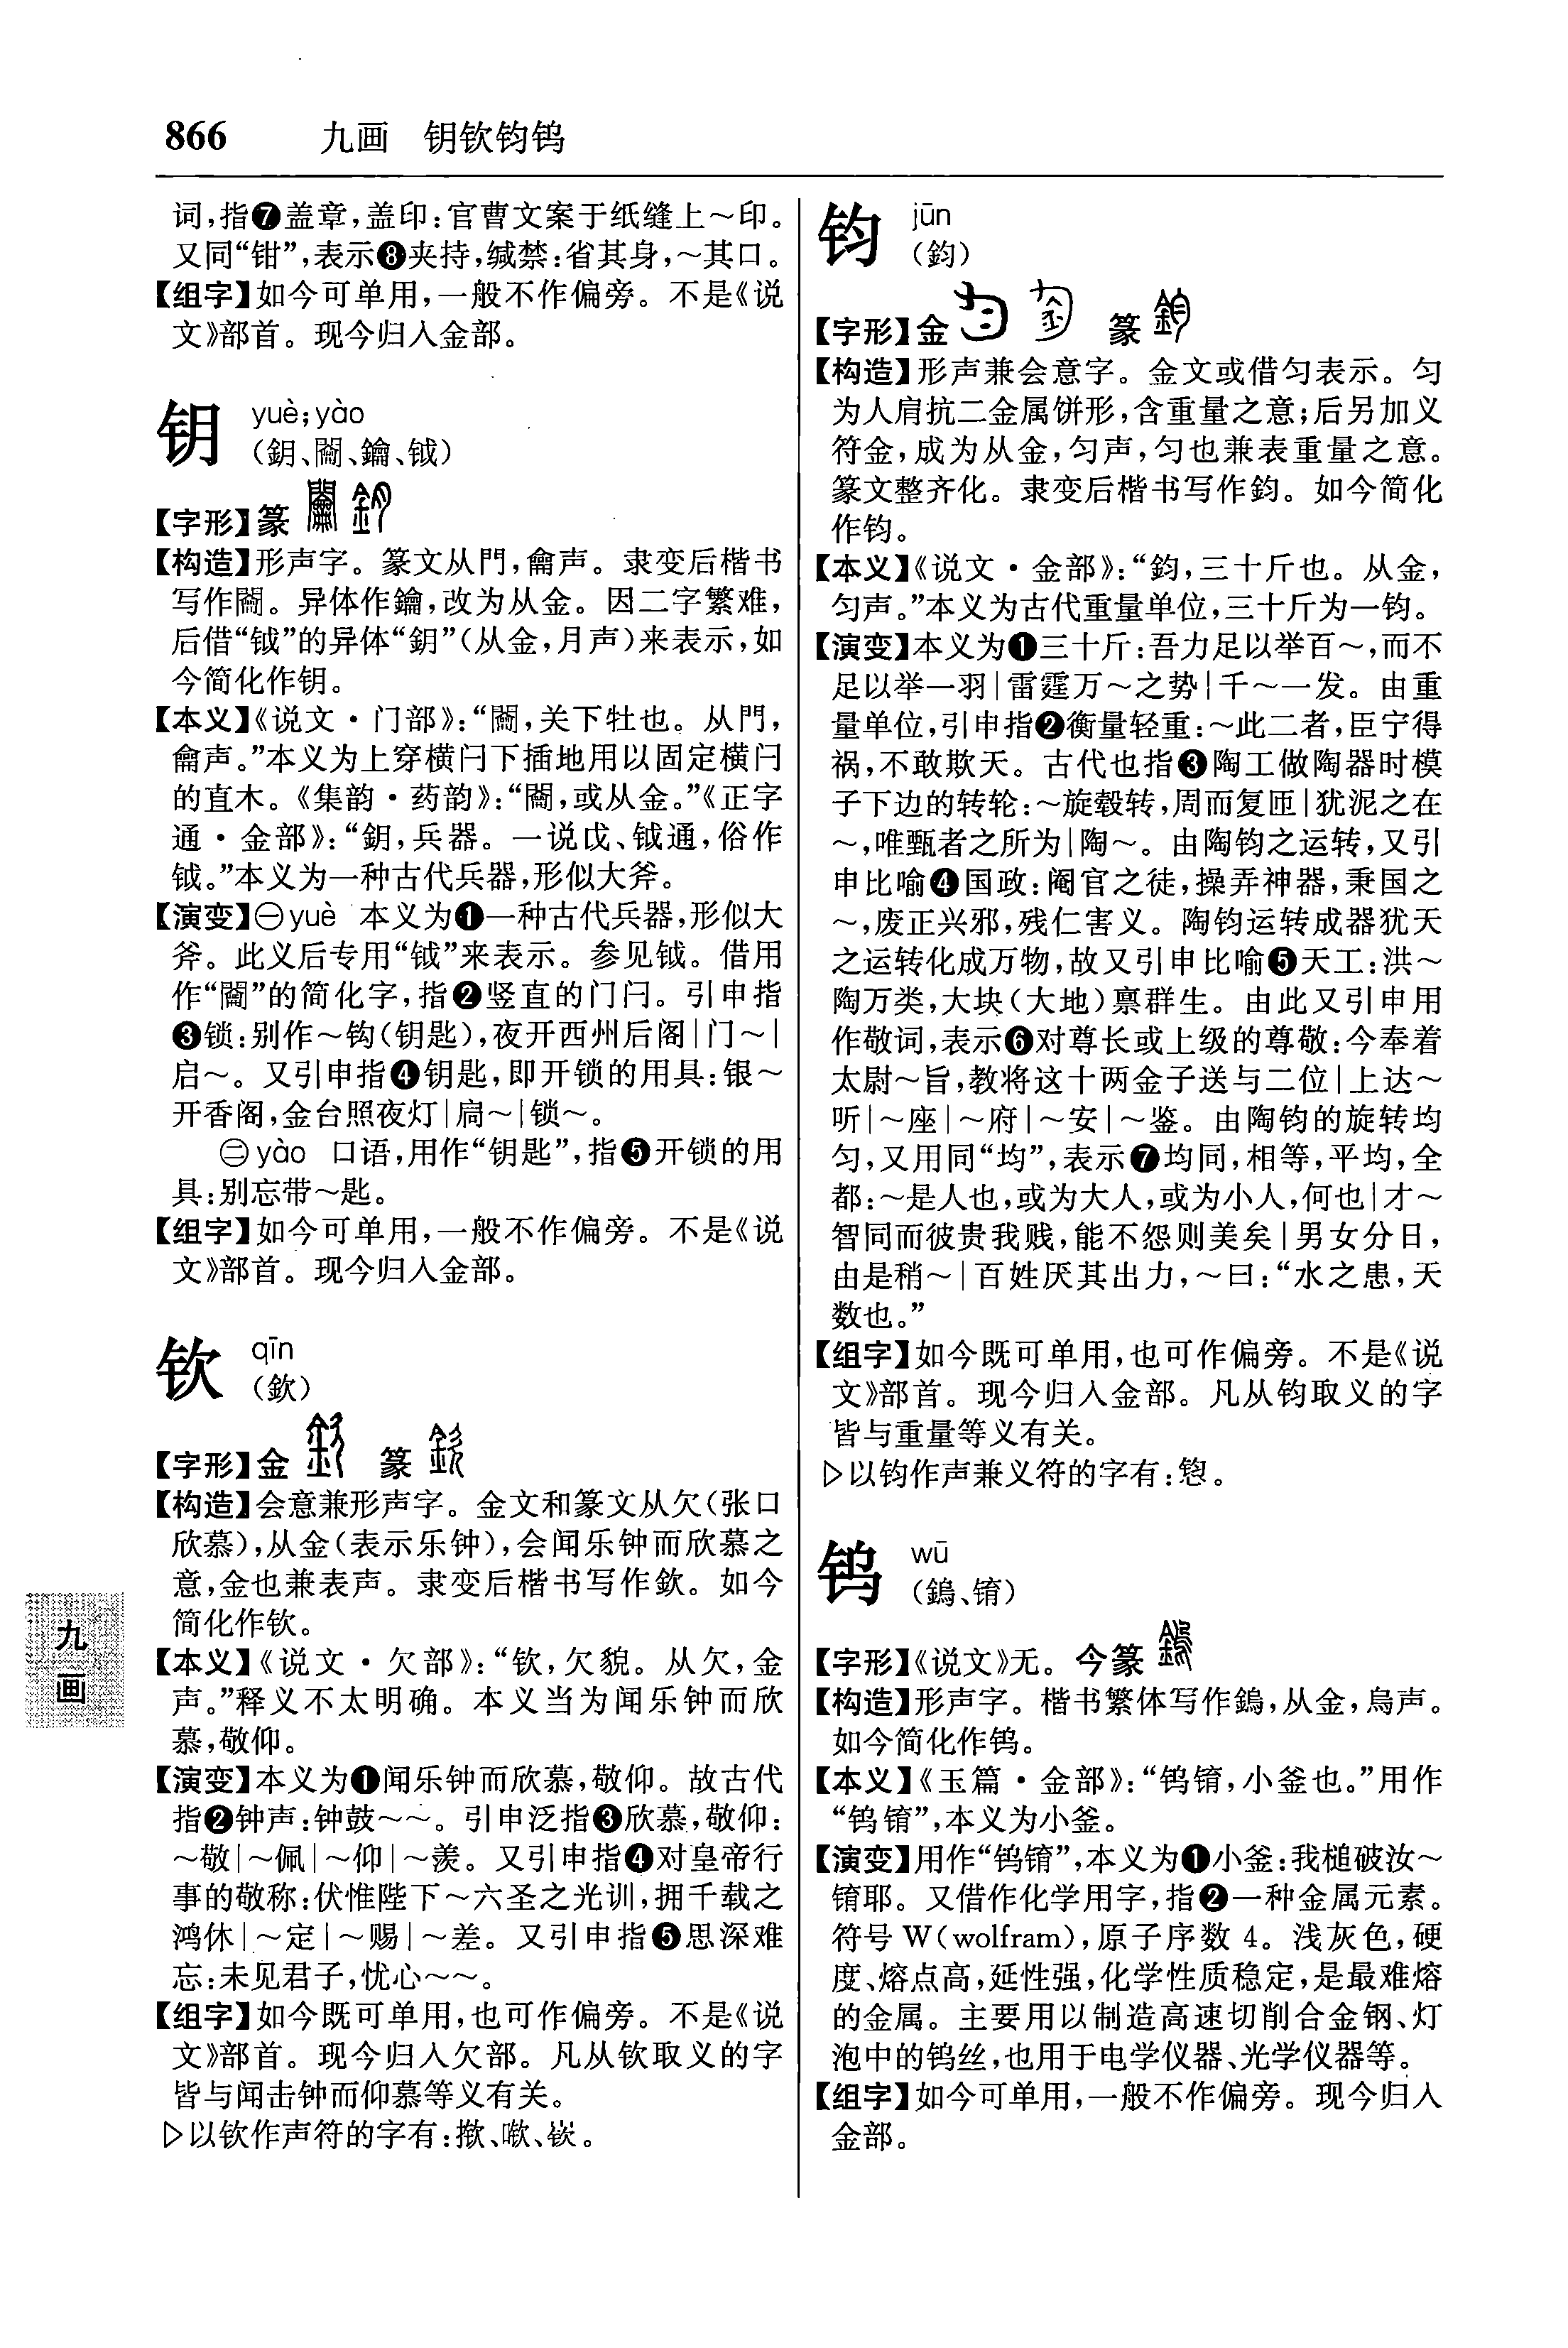 866 九画 钥钦钧钨
词,指❼盖章,盖印:官曹文案于纸缝上～印。
又同“钳”,表示❽夹持,缄禁:省其身,～其口。
【组字】如今可单用,一般不作偏旁。不是《说
文》部首。现今归入金部。
钥 yuè;yào
(鈅、闗、鑰、钺)
【字形】篆
【构造】形声字。篆文从門,龠声。隶变后楷书
写作闗。异体作鑰,改为从金。因二字繁难,
后借“钺”的异体“鈅”(从金,月声)来表示,如
今简化作钥。
【本义】《说文·门部》:“闗,关下牡也。从門,
龠声。”本义为上穿横闩下插地用以固定横闩
的直木。《集韵·药韵》:“闗,或从金。”《正字
通·金部》:“鈅,兵器。一说戉、钺通,俗作
钺。”本义为一种古代兵器,形似大斧。
【演变】㊀yuè 本义为❶一种古代兵器,形似大
斧。此义后专用“钺”来表示。参见钺。借用
作“闗”的简化字,指❷竖直的门闩。引申指
❸锁:别作～钩(钥匙),夜开西州后阁|门～|
启～。又引申指❹钥匙,即开锁的用具:银～
开香阁,金台照夜灯|扃～|锁～。
㊁yào 口语,用作“钥匙”,指❺开锁的用
具:别忘带～匙。
【组字】如今可单用,一般不作偏旁。不是《说
文》部首。现今归入金部。
钦 qīn
(欽)
【字形】金 篆
【构造】会意兼形声字。金文和篆文从欠(张口
欣慕),从金(表示乐钟),会闻乐钟而欣慕之
意,金也兼表声。隶变后楷书写作欽。如今
简化作钦。
【本义】《说文·欠部》:“钦,欠貌。从欠,金
声。”释义不太明确。本义当为闻乐钟而欣
慕,敬仰。
【演变】本义为❶闻乐钟而欣慕,敬仰。故古代
指❷钟声:钟鼓～～。引申泛指❸欣慕,敬仰:
～敬|～佩|～仰|～羡。又引申指❹对皇帝行
事的敬称:伏惟陛下～六圣之光训,拥千载之
鸿休|～定|～赐|～差。又引申指❺思深难
忘:未见君子,忧心～～。
【组字】如今既可单用,也可作偏旁。不是《说
文》部首。现今归入欠部。凡从钦取义的字
皆与闻击钟而仰慕等义有关。
▷以钦作声符的字有:揿、嵚。
九
画
钧 jūn
(鈞)
【字形】金 篆
【构造】形声兼会意字。金文或借匀表示。匀
为人肩抗二金属饼形,含重量之意;后另加义
符金,成为从金,匀声,匀也兼表重量之意。
篆文整齐化。隶变后楷书写作鈞。如今简化
作钧。
【本义】《说文·金部》:“鈞,三十斤也。从金,
匀声。”本义为古代重量单位,三十斤为一钧。
【演变】本义为❶三十斤:吾力足以举百～,而不
足以举一羽|雷霆万～之势|千～一发。由重
量单位,引申指❷衡量轻重:～此二者,臣宁得
祸,不敢欺天。古代也指❸陶工做陶器时模
子下边的转轮:～旋毂转,周而复匝|犹泥之在
～,唯甄者之所为|陶～。由陶钧之运转,又引
申比喻❹国政:阉官之徒,操弄神器,秉国之
～,废正兴邪,残仁害义。陶钧运转成器犹天
之运转化成万物,故又引申比喻❺天工:洪～
陶万类,大块(大地)禀群生。由此又引申用
作敬词,表示❻对尊长或上级的尊敬:今奉着
太尉～旨,教将这十两金子送与二位|上达～
听|～座|～府|～安|～鉴。由陶钧的旋转均
匀,又用同“均”,表示❼均同,相等,平均,全
都:～是人也,或为大人,或为小人,何也|才～
智同而彼贵我贱,能不怨则美矣|男女分日,
由是稍～|百姓厌其出力,～曰:“水之患,天
数也。”
【组字】如今既可单用,也可作偏旁。不是《说
文》部首。现今归入金部。凡从钧取义的字
皆与重量等义有关。
▷以钧作声兼义符的字有:。
钨 wū
(鎢、锖)
【字形】《说文》无。今篆
【构造】形声字。楷书繁体写作鎢,从金,烏声。
如今简化作钨。
【本义】《玉篇·金部》:“钨锖,小釜也。”用作
“钨锖”,本义为小釜。
【演变】用作“钨锖”,本义为❶小釜:我槌破汝～
锖耶。又借作化学用字,指❷一种金属元素。
符号 W(wolfram),原子序数 4。浅灰色,硬
度、熔点高,延性强,化学性质稳定,是最难熔
的金属。主要用以制造高速切削合金钢、灯
泡中的钨丝,也用于电学仪器、光学仪器等。
【组字】如今可单用,一般不作偏旁。现今归入
金部。